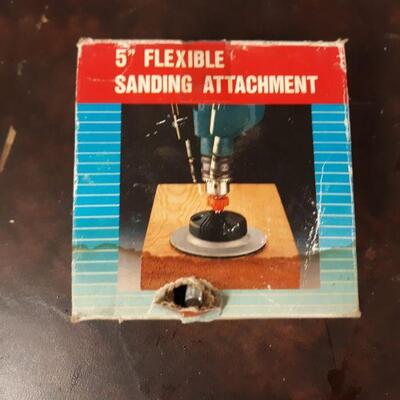 5" FLEXIBLE
SANDING ATTACHMENT